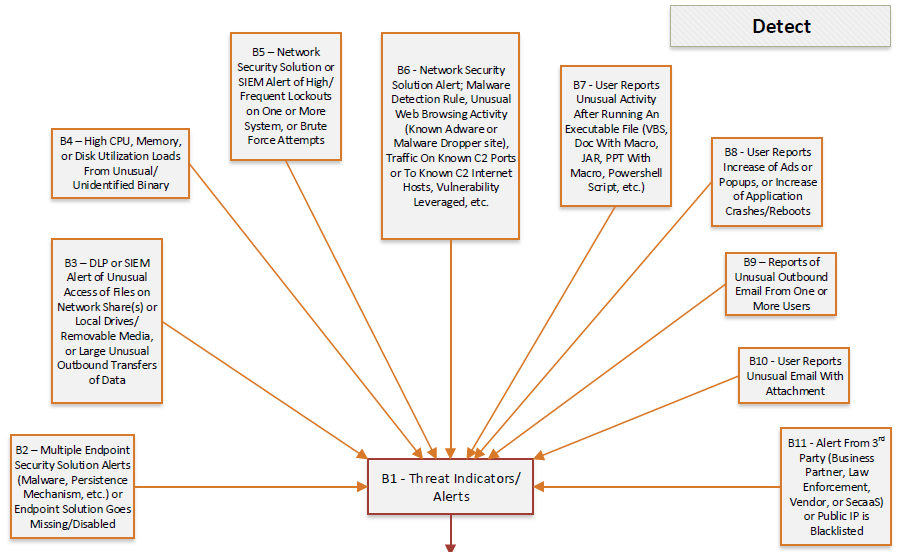 Detect
B5 – Network
Security Solution or
SIEM Alert of High/
Frequent Lockouts
on One or More
System, or Brute
Force Attempts
B6 - Network Security
Solution Alert; Malware
Detection Rule, Unusual
Web Browsing Activity
(Known Adware or
Malware Dropper site),
Traffic On Known C2 Ports
or To Known C2 Internet
Hosts, Vulnerability
Leveraged, etc.
B7 - User Reports
Unusual Activity
After Running An
Executable File (VBS,
Doc With Macro,
JAR, PPT With
Macro, Powershell
Script, etc.)
B4 – High CPU, Memory,
or Disk Utilization Loads
From Unusual/
Unidentified Binary
B8 - User Reports
Increase of Ads or
Popups, or Increase
of Application
Crashes/Reboots
B3 – DLP or SIEM
Alert of Unusual
Access of Files on
Network Share(s) or
Local Drives/
Removable Media,
or Large Unusual
Outbound Transfers
of Data
B9 – Reports of
Unusual Outbound
Email From One or
More Users
B10 - User Reports
Unusual Email With
Attachment
B2 – Multiple Endpoint
Security Solution Alerts
(Malware, Persistence
Mechanism, etc.) or
Endpoint Solution Goes
Missing/Disabled
B1 - Threat Indicators/
Alerts
B11 - Alert From 3rd
Party (Business
Partner, Law
Enforcement,
Vendor, or SecaaS)
or Public IP is
Blacklisted